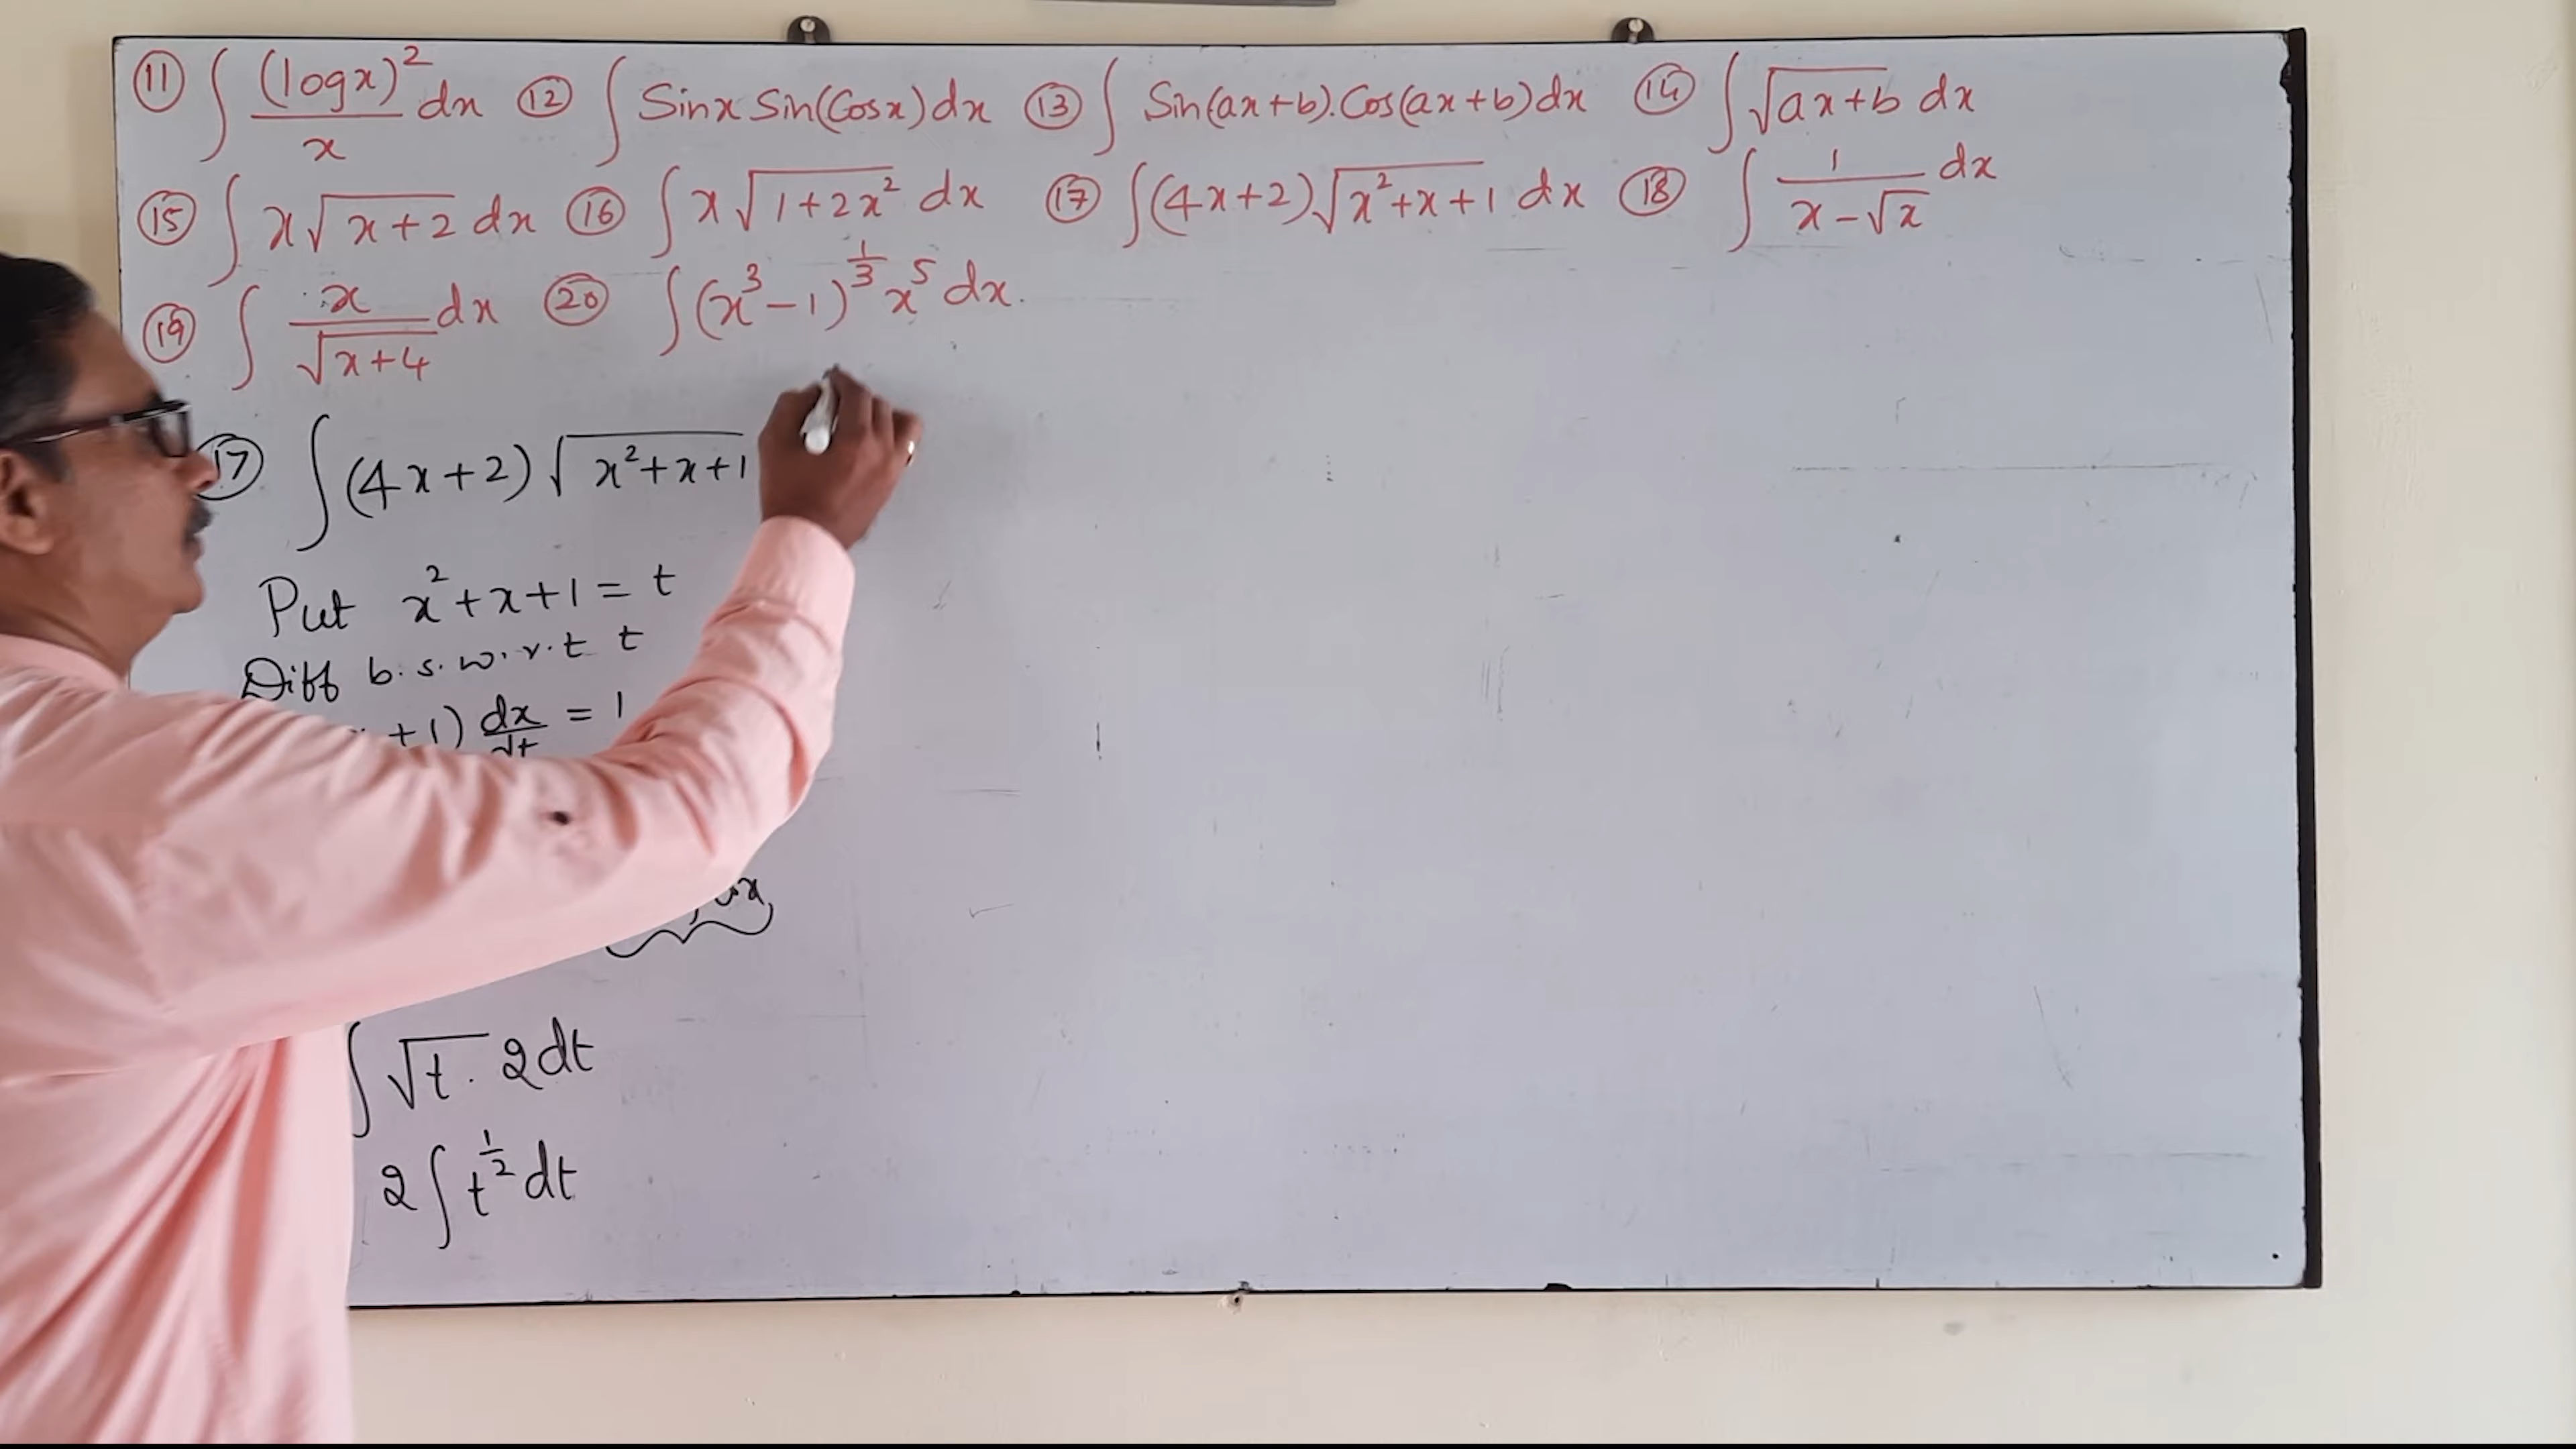 ⑪ ∫ (logx)²/x dx ⑫ ∫ Sinx Sin(Cosx)dx ⑬ ∫ Sin(ax+b).Cos(ax+b)dx ⑭ ∫ √(ax+b) dx
⑮ ∫ x√(x+2) dx ⑯ ∫ x√(1+2x²) dx ⑰ ∫(4x+2)√(x²+x+1) dx ⑱ ∫ 1/(x-√x) dx
⑲ ∫ x/√(x+4) dx ⑳ ∫(x³-1)^(1/3) x⁵ dx.
⑰ ∫(4x+2)√(x²+x+1)
Put x²+x+1 = t
Diff b.s.w.r.t t
+1) dx/dt = 1
∫ √t . 2dt
2∫ t^(1/2) dt